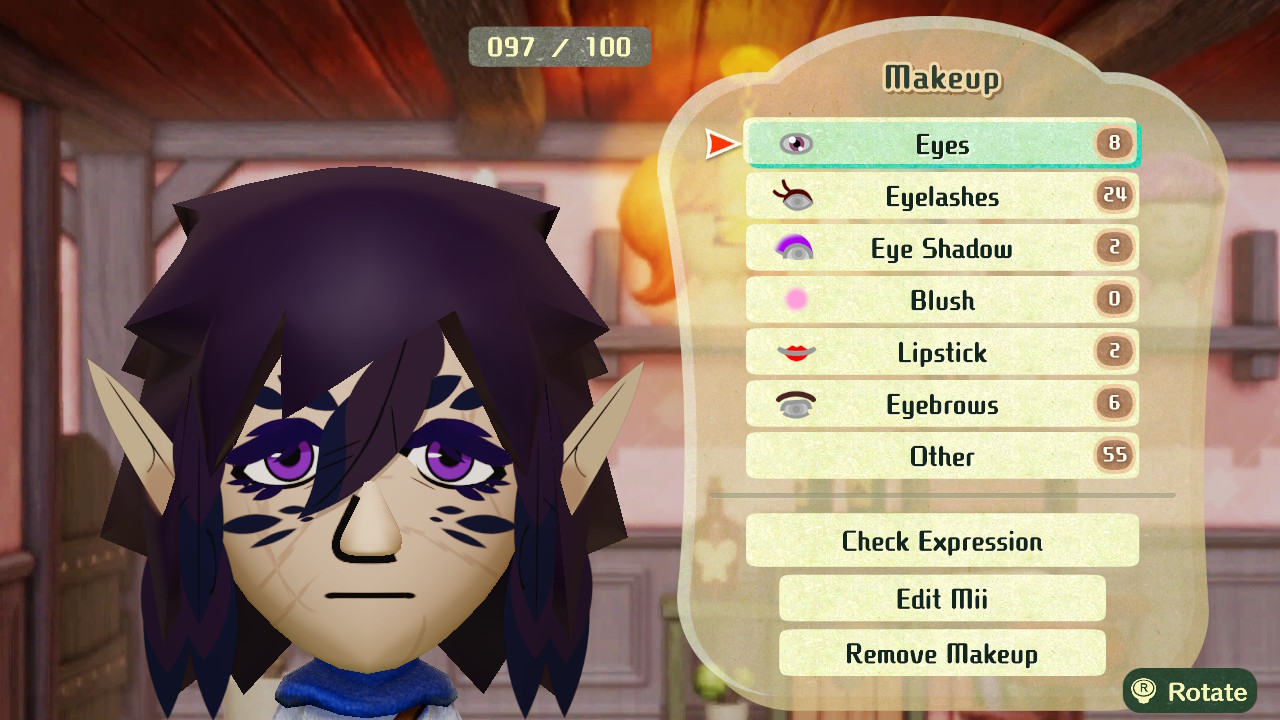 097 / 100
Makeup
Eyes 8
Eyelashes 24
Eye Shadow 2
Blush 0
Lipstick 2
Eyebrows 6
Other 55
Check Expression
Edit Mii
Remove Makeup
R Rotate